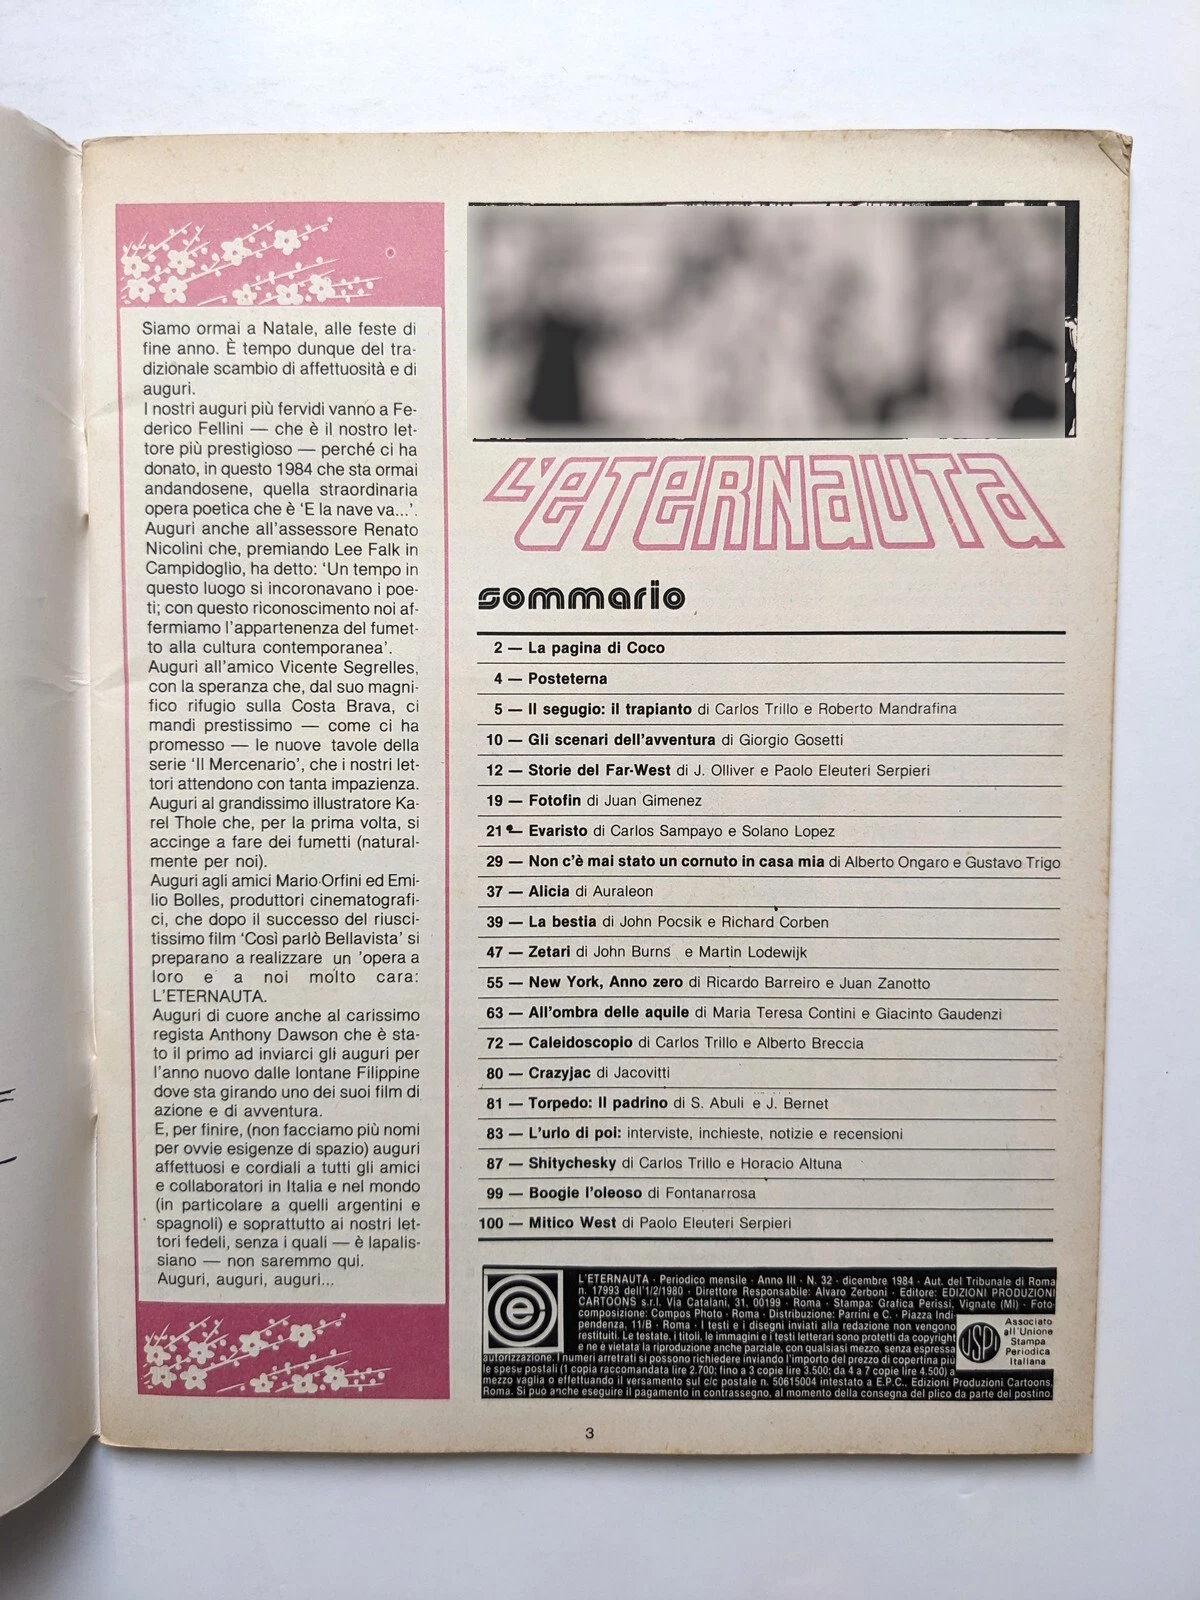 Siamo ormai a Natale, alle feste di
fine anno. È tempo dunque del tra-
dizionale scambio di affettuosità e di
auguri.
I nostri auguri più fervidi vanno a Fe-
derico Fellini — che è il nostro let-
tore più prestigioso — perché ci ha
donato, in questo 1984 che sta ormai
andandosene, quella straordinaria
opera poetica che è ‘E la nave va...’.
Auguri anche all’assessore Renato
Nicolini che, premiando Lee Falk in
Campidoglio, ha detto: ‘Un tempo in
questo luogo si incoronavano i poe-
ti; con questo riconoscimento noi af-
fermiamo l’appartenenza del fumet-
to alla cultura contemporanea’.
Auguri all’amico Vicente Segrelles,
con la speranza che, dal suo magni-
fico rifugio sulla Costa Brava, ci
mandi prestissimo — come ci ha
promesso — le nuove tavole della
serie ‘Il Mercenario’, che i nostri let-
tori attendono con tanta impazienza.
Auguri al grandissimo illustratore Ka-
rel Thole che, per la prima volta, si
accinge a fare dei fumetti (natural-
mente per noi).
Auguri agli amici Mario Orfini ed Emi-
lio Bolles, produttori cinematografi-
ci, che dopo il successo del riusci-
tissimo film ‘Così parlò Bellavista’ si
preparano a realizzare un ’opera a
loro e a noi molto cara:
L’ETERNAUTA.
Auguri di cuore anche al carissimo
regista Anthony Dawson che è sta-
to il primo ad inviarci gli auguri per
l’anno nuovo dalle lontane Filippine
dove sta girando uno dei suoi film di
azione e di avventura.
E, per finire, (non facciamo più nomi
per ovvie esigenze di spazio) auguri
affettuosi e cordiali a tutti gli amici
e collaboratori in Italia e nel mondo
(in particolare a quelli argentini e
spagnoli) e soprattutto ai nostri let-
tori fedeli, senza i quali — è lapalis-
siano — non saremmo qui.
Auguri, auguri, auguri...
L'ETERNAUTA
sommario
2 — La pagina di Coco
4 — Posteterna
5 — Il segugio: il trapianto di Carlos Trillo e Roberto Mandrafina
10 — Gli scenari dell’avventura di Giorgio Gosetti
12 — Storie del Far-West di J. Olliver e Paolo Eleuteri Serpieri
19 — Fotofin di Juan Gimenez
21 — Evaristo di Carlos Sampayo e Solano Lopez
29 — Non c’è mai stato un cornuto in casa mia di Alberto Ongaro e Gustavo Trigo
37 — Alicia di Auraleon
39 — La bestia di John Pocsik e Richard Corben
47 — Zetari di John Burns e Martin Lodewijk
55 — New York, Anno zero di Ricardo Barreiro e Juan Zanotto
63 — All’ombra delle aquile di Maria Teresa Contini e Giacinto Gaudenzi
72 — Caleidoscopio di Carlos Trillo e Alberto Breccia
80 — Crazyjac di Jacovitti
81 — Torpedo: Il padrino di S. Abuli e J. Bernet
83 — L’urlo di poi: interviste, inchieste, notizie e recensioni
87 — Shitychesky di Carlos Trillo e Horacio Altuna
99 — Boogie l’oleoso di Fontanarrosa
100 — Mitico West di Paolo Eleuteri Serpieri
e
L’ETERNAUTA · Periodico mensile · Anno III · N. 32 · dicembre 1984 · Aut. del Tribunale di Roma
n. 17993 dell’1/2/1980 · Direttore Responsabile: Alvaro Zerboni · Editore: EDIZIONI PRODUZIONI
CARTOONS s.r.l. Via Catalani, 31, 00199 · Roma · Stampa: Grafica Perissi, Vignate (MI) · Foto-
composizione: Compos Photo · Roma · Distribuzione: Parrini e C. · Piazza Indi
pendenza, 11/B · Roma · I testi e i disegni inviati alla redazione non vengono
restituiti. Le testate, i titoli, le immagini e i testi letterari sono protetti da copyright
e ne è vietata la riproduzione anche parziale, con qualsiasi mezzo, senza espressa
autorizzazione. I numeri arretrati si possono richiedere inviando l’importo del prezzo di copertina più
le spese postali (1 copia raccomandata lire 2.700; fino a 3 copie lire 3.500; da 4 a 7 copie lire 4.500) a
mezzo vaglia o effettuando il versamento sul c/c postale n. 50615004 intestato a E.P.C., Edizioni Produzioni Cartoons,
Roma. Si può anche eseguire il pagamento in contrassegno, al momento della consegna del plico da parte del postino.
USPI
Associato
all’Unione
Stampa
Periodica
Italiana
3